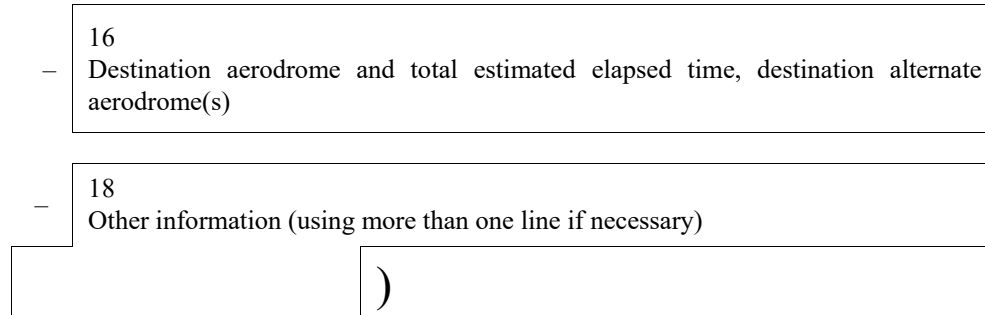 16
– Destination aerodrome and total estimated elapsed time, destination alternate
aerodrome(s)
18
– Other information (using more than one line if necessary)
)